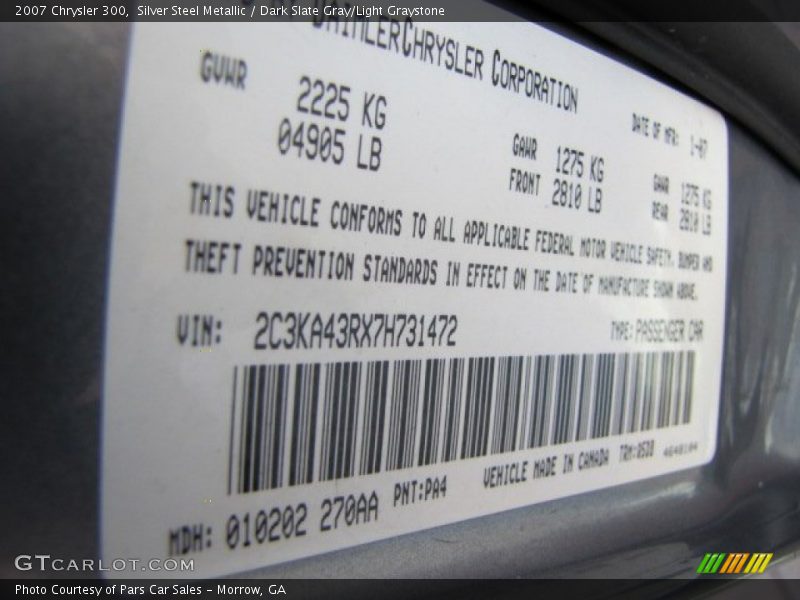 2007 Chrysler 300, Silver Steel Metallic / Dark Slate Gray/Light Graystone
DAIMLERCHRYSLER CORPORATION
GVWR
2225 KG
04905 LB
DATE OF MFR: 1-07
GAWR
FRONT
1275 KG
2810 LB
GAWR
REAR
1275 KG
2810 LB
THIS VEHICLE CONFORMS TO ALL APPLICABLE FEDERAL MOTOR VEHICLE SAFETY, BUMPER AND
THEFT PREVENTION STANDARDS IN EFFECT ON THE DATE OF MANUFACTURE SHOWN ABOVE.
VIN: 2C3KA43RX7H731472
TYPE: PASSENGER CAR
MDH: 010202 270AA
PNT:PA4
VEHICLE MADE IN CANADA
GTCARLOT.COM
Photo Courtesy of Pars Car Sales - Morrow, GA